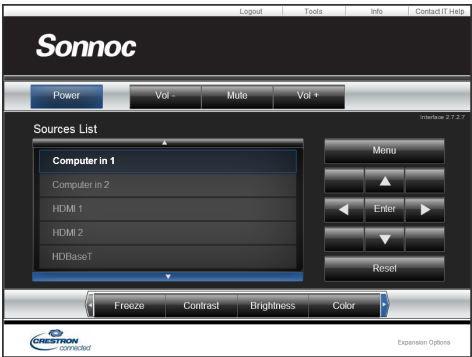 Logout Tools Info Contact IT Help
Sonnoc
Power Vol - Mute Vol +
Interface 2.7.2.7
Sources List
Computer in 1
Computer in 2
HDMI 1
HDMI 2
HDBaseT
Menu
Enter
Reset
Freeze Contrast Brightness Color
CRESTRON
connected
Expansion Options